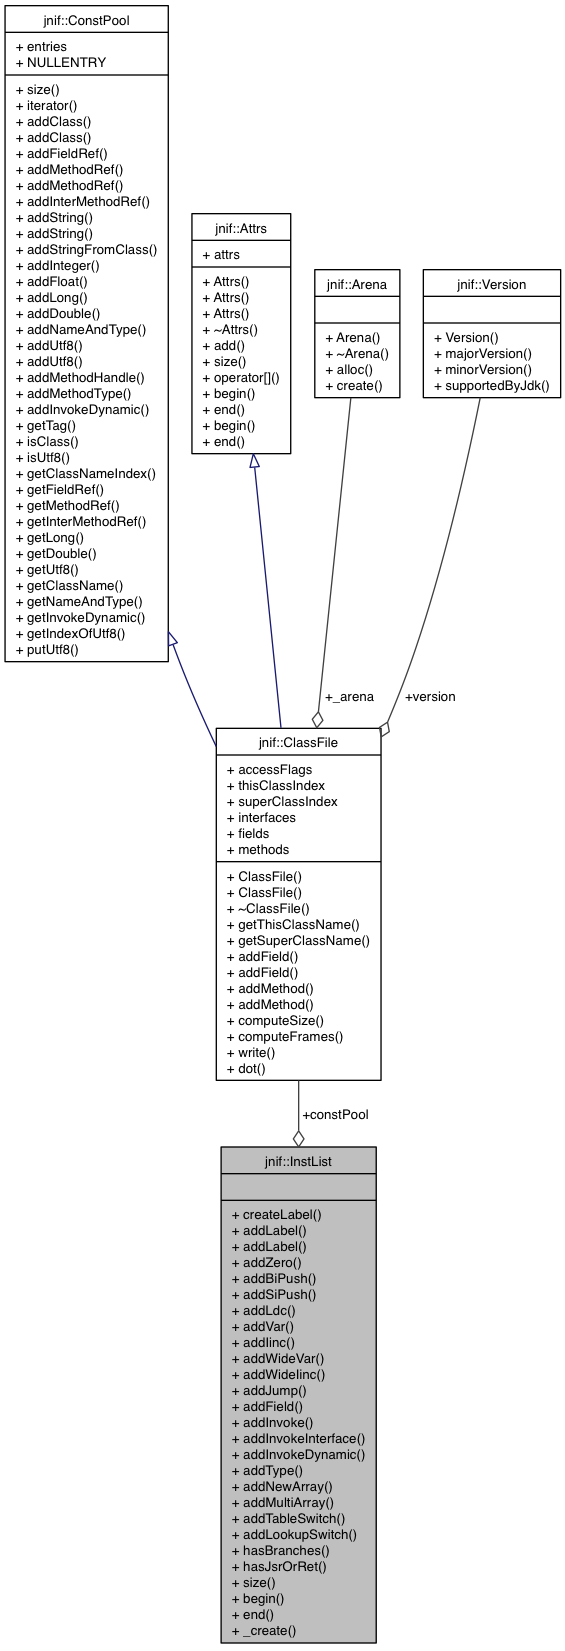 jnif::ConstPool
+ entries
+ NULLENTRY
+ size()
+ iterator()
+ addClass()
+ addClass()
+ addFieldRef()
+ addMethodRef()
+ addMethodRef()
+ addInterMethodRef()
+ addString()
+ addString()
+ addStringFromClass()
+ addInteger()
+ addFloat()
+ addLong()
+ addDouble()
+ addNameAndType()
+ addUtf8()
+ addUtf8()
+ addMethodHandle()
+ addMethodType()
+ addInvokeDynamic()
+ getTag()
+ isClass()
+ isUtf8()
+ getClassNameIndex()
+ getFieldRef()
+ getMethodRef()
+ getInterMethodRef()
+ getLong()
+ getDouble()
+ getUtf8()
+ getClassName()
+ getNameAndType()
+ getInvokeDynamic()
+ getIndexOfUtf8()
+ putUtf8()
jnif::Attrs
+ attrs
+ Attrs()
+ Attrs()
+ Attrs()
+ ~Attrs()
+ add()
+ size()
+ operator[]()
+ begin()
+ end()
+ begin()
+ end()
jnif::Arena
+ Arena()
+ ~Arena()
+ alloc()
+ create()
jnif::Version
+ Version()
+ majorVersion()
+ minorVersion()
+ supportedByJdk()
+_arena
+version
jnif::ClassFile
+ accessFlags
+ thisClassIndex
+ superClassIndex
+ interfaces
+ fields
+ methods
+ ClassFile()
+ ClassFile()
+ ~ClassFile()
+ getThisClassName()
+ getSuperClassName()
+ addField()
+ addField()
+ addMethod()
+ addMethod()
+ computeSize()
+ computeFrames()
+ write()
+ dot()
+constPool
jnif::InstList
+ createLabel()
+ addLabel()
+ addLabel()
+ addZero()
+ addBiPush()
+ addSiPush()
+ addLdc()
+ addVar()
+ addIinc()
+ addWideVar()
+ addWideIinc()
+ addJump()
+ addField()
+ addInvoke()
+ addInvokeInterface()
+ addInvokeDynamic()
+ addType()
+ addNewArray()
+ addMultiArray()
+ addTableSwitch()
+ addLookupSwitch()
+ hasBranches()
+ hasJsrOrRet()
+ size()
+ begin()
+ end()
+ _create()